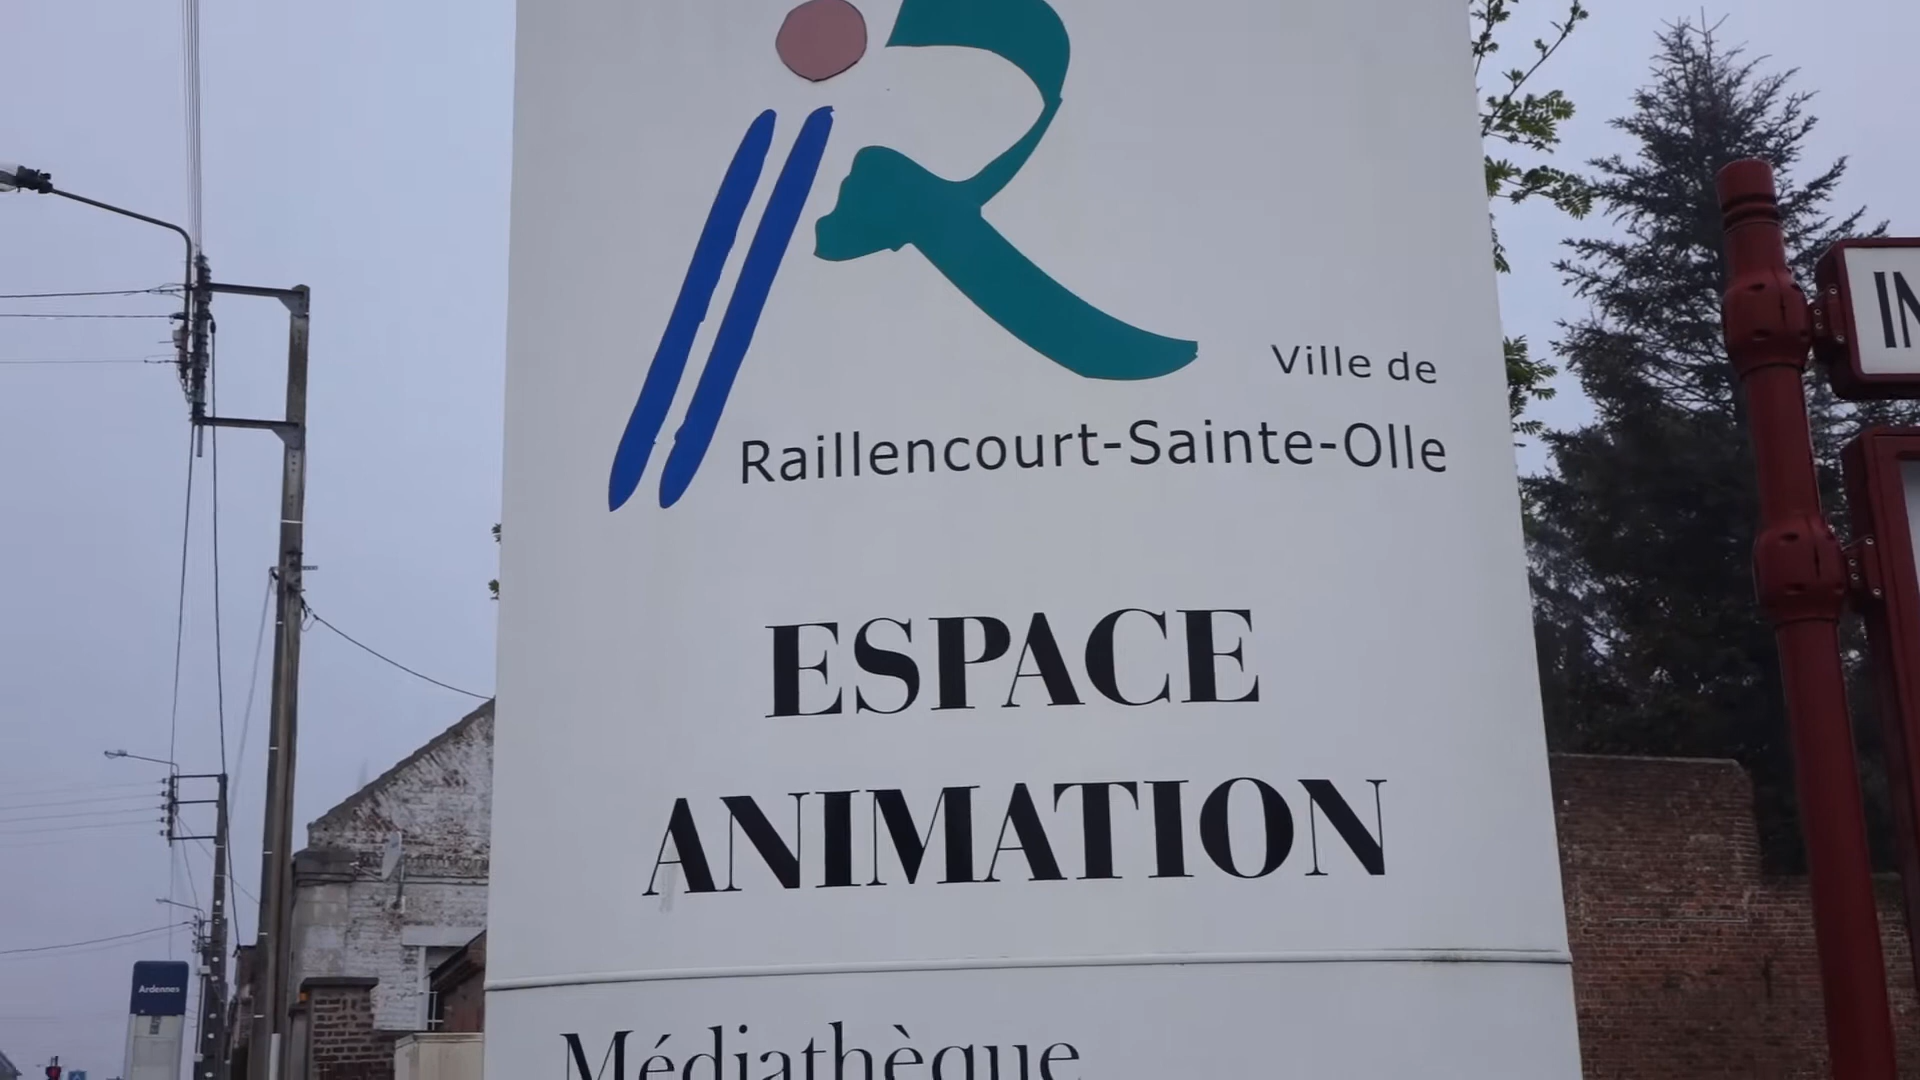 Ville de
Raillencourt-Sainte-Olle
ESPACE
ANIMATION
Médiathèque
IN
Ardennes